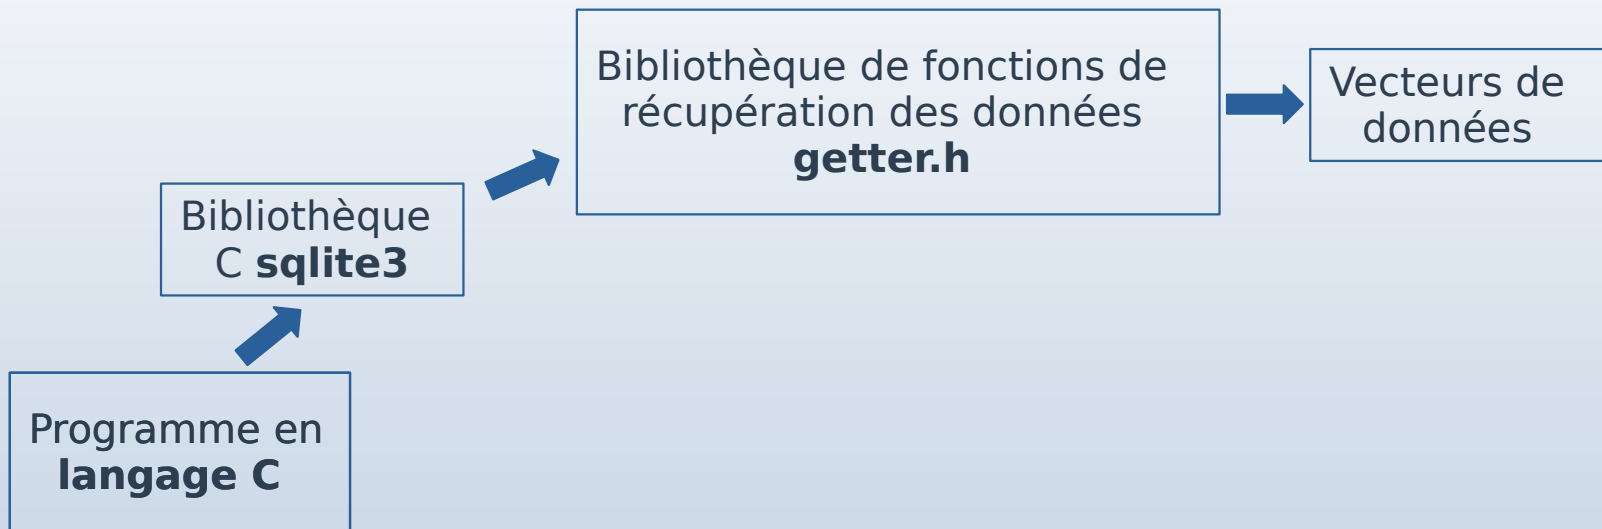 Bibliothèque de fonctions de
récupération des données
getter.h
Vecteurs de
données
Bibliothèque
C sqlite3
Programme en
langage C